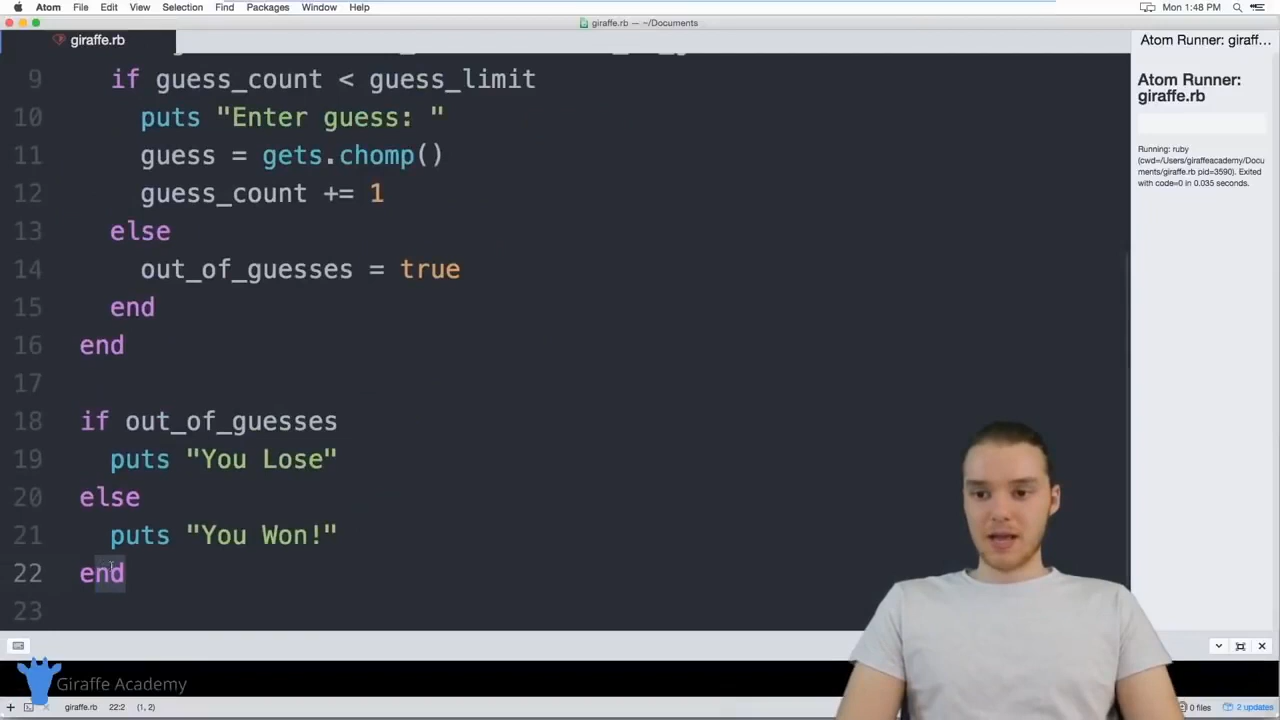 Atom File Edit View Selection Find Packages Window Help
Mon 1:48 PM
giraffe.rb — ~/Documents
giraffe.rb
Atom Runner: giraff...
9 if guess_count < guess_limit
10 puts "Enter guess: "
11 guess = gets.chomp()
12 guess_count += 1
13 else
14 out_of_guesses = true
15 end
16 end
17
18 if out_of_guesses
19 puts "You Lose"
20 else
21 puts "You Won!"
22 end
23
Atom Runner:
giraffe.rb
Running: ruby
(cwd=/Users/giraffeacademy/Docu
ments/giraffe.rb pid=3590). Exited
with code=0 in 0.035 seconds.
Giraffe Academy
giraffe.rb 22:2 (1, 2)
0 files 2 updates